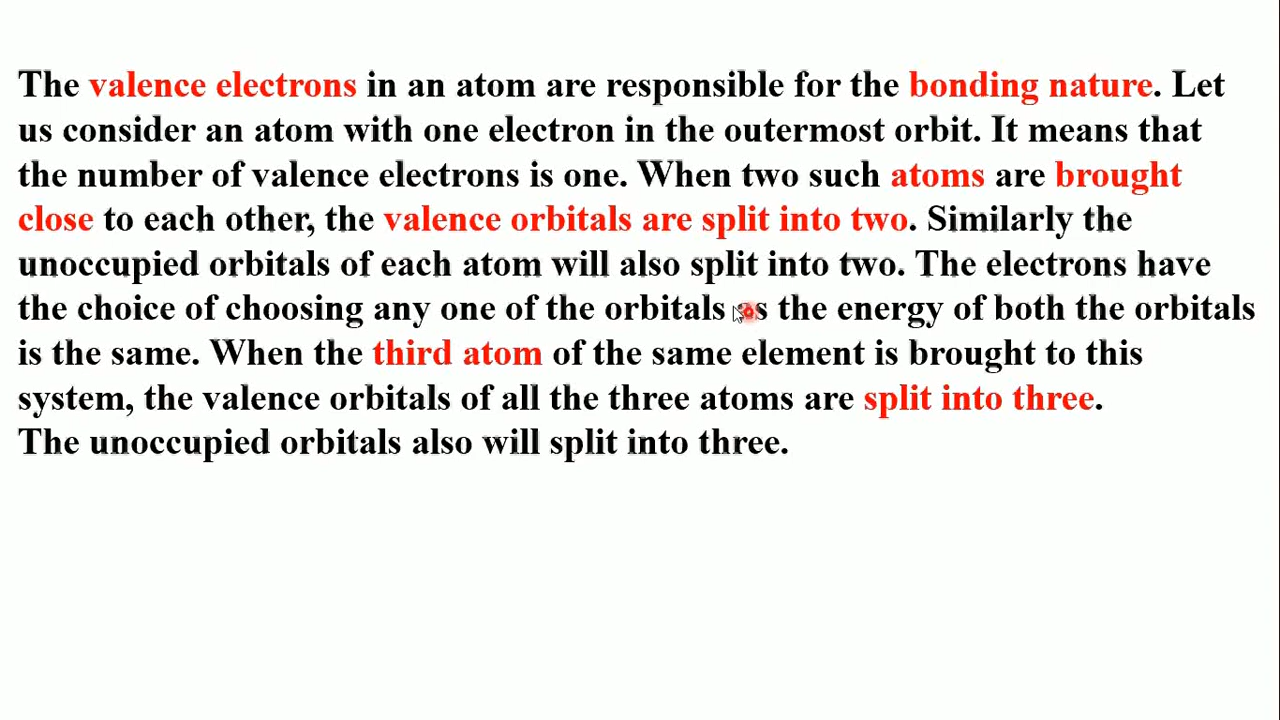 The valence electrons in an atom are responsible for the bonding nature. Let
us consider an atom with one electron in the outermost orbit. It means that
the number of valence electrons is one. When two such atoms are brought
close to each other, the valence orbitals are split into two. Similarly the
unoccupied orbitals of each atom will also split into two. The electrons have
the choice of choosing any one of the orbitals as the energy of both the orbitals
is the same. When the third atom of the same element is brought to this
system, the valence orbitals of all the three atoms are split into three.
The unoccupied orbitals also will split into three.